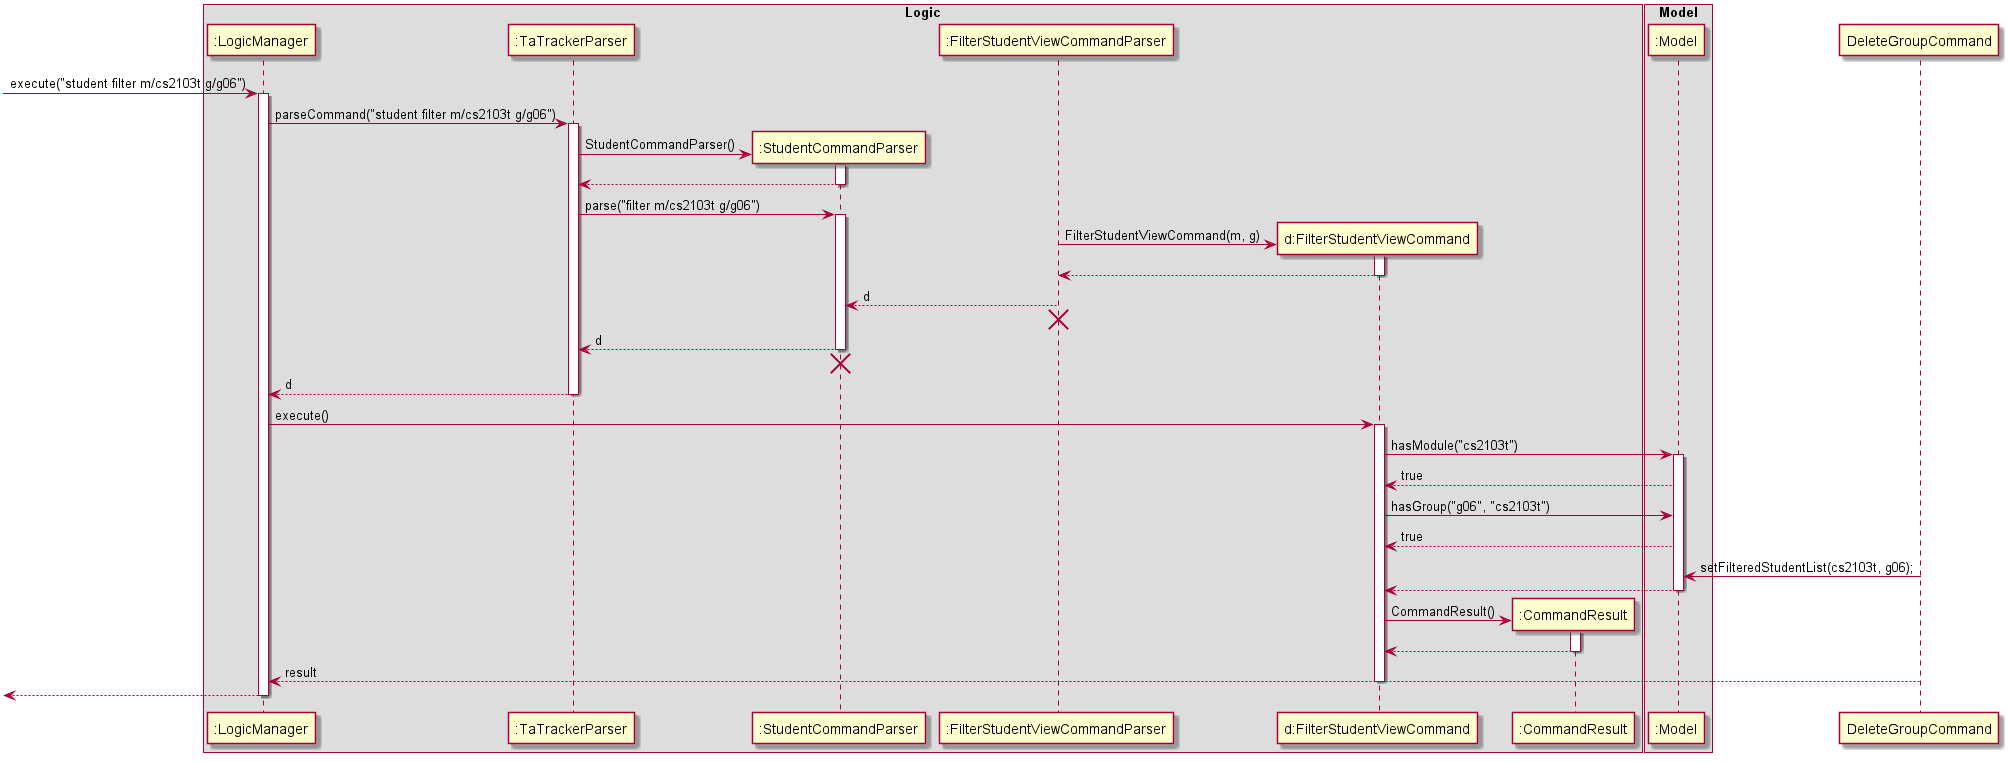 Logic
Model
:LogicManager
:TaTrackerParser
:FilterStudentViewCommandParser
:Model
DeleteGroupCommand
execute("student filter m/cs2103t g/g06")
parseCommand("student filter m/cs2103t g/g06")
StudentCommandParser()
:StudentCommandParser
parse("filter m/cs2103t g/g06")
FilterStudentViewCommand(m, g)
d:FilterStudentViewCommand
d
d
d
execute()
hasModule("cs2103t")
true
hasGroup("g06", "cs2103t")
true
setFilteredStudentList(cs2103t, g06);
CommandResult()
:CommandResult
result
:LogicManager
:TaTrackerParser
:StudentCommandParser
:FilterStudentViewCommandParser
d:FilterStudentViewCommand
:CommandResult
:Model
DeleteGroupCommand